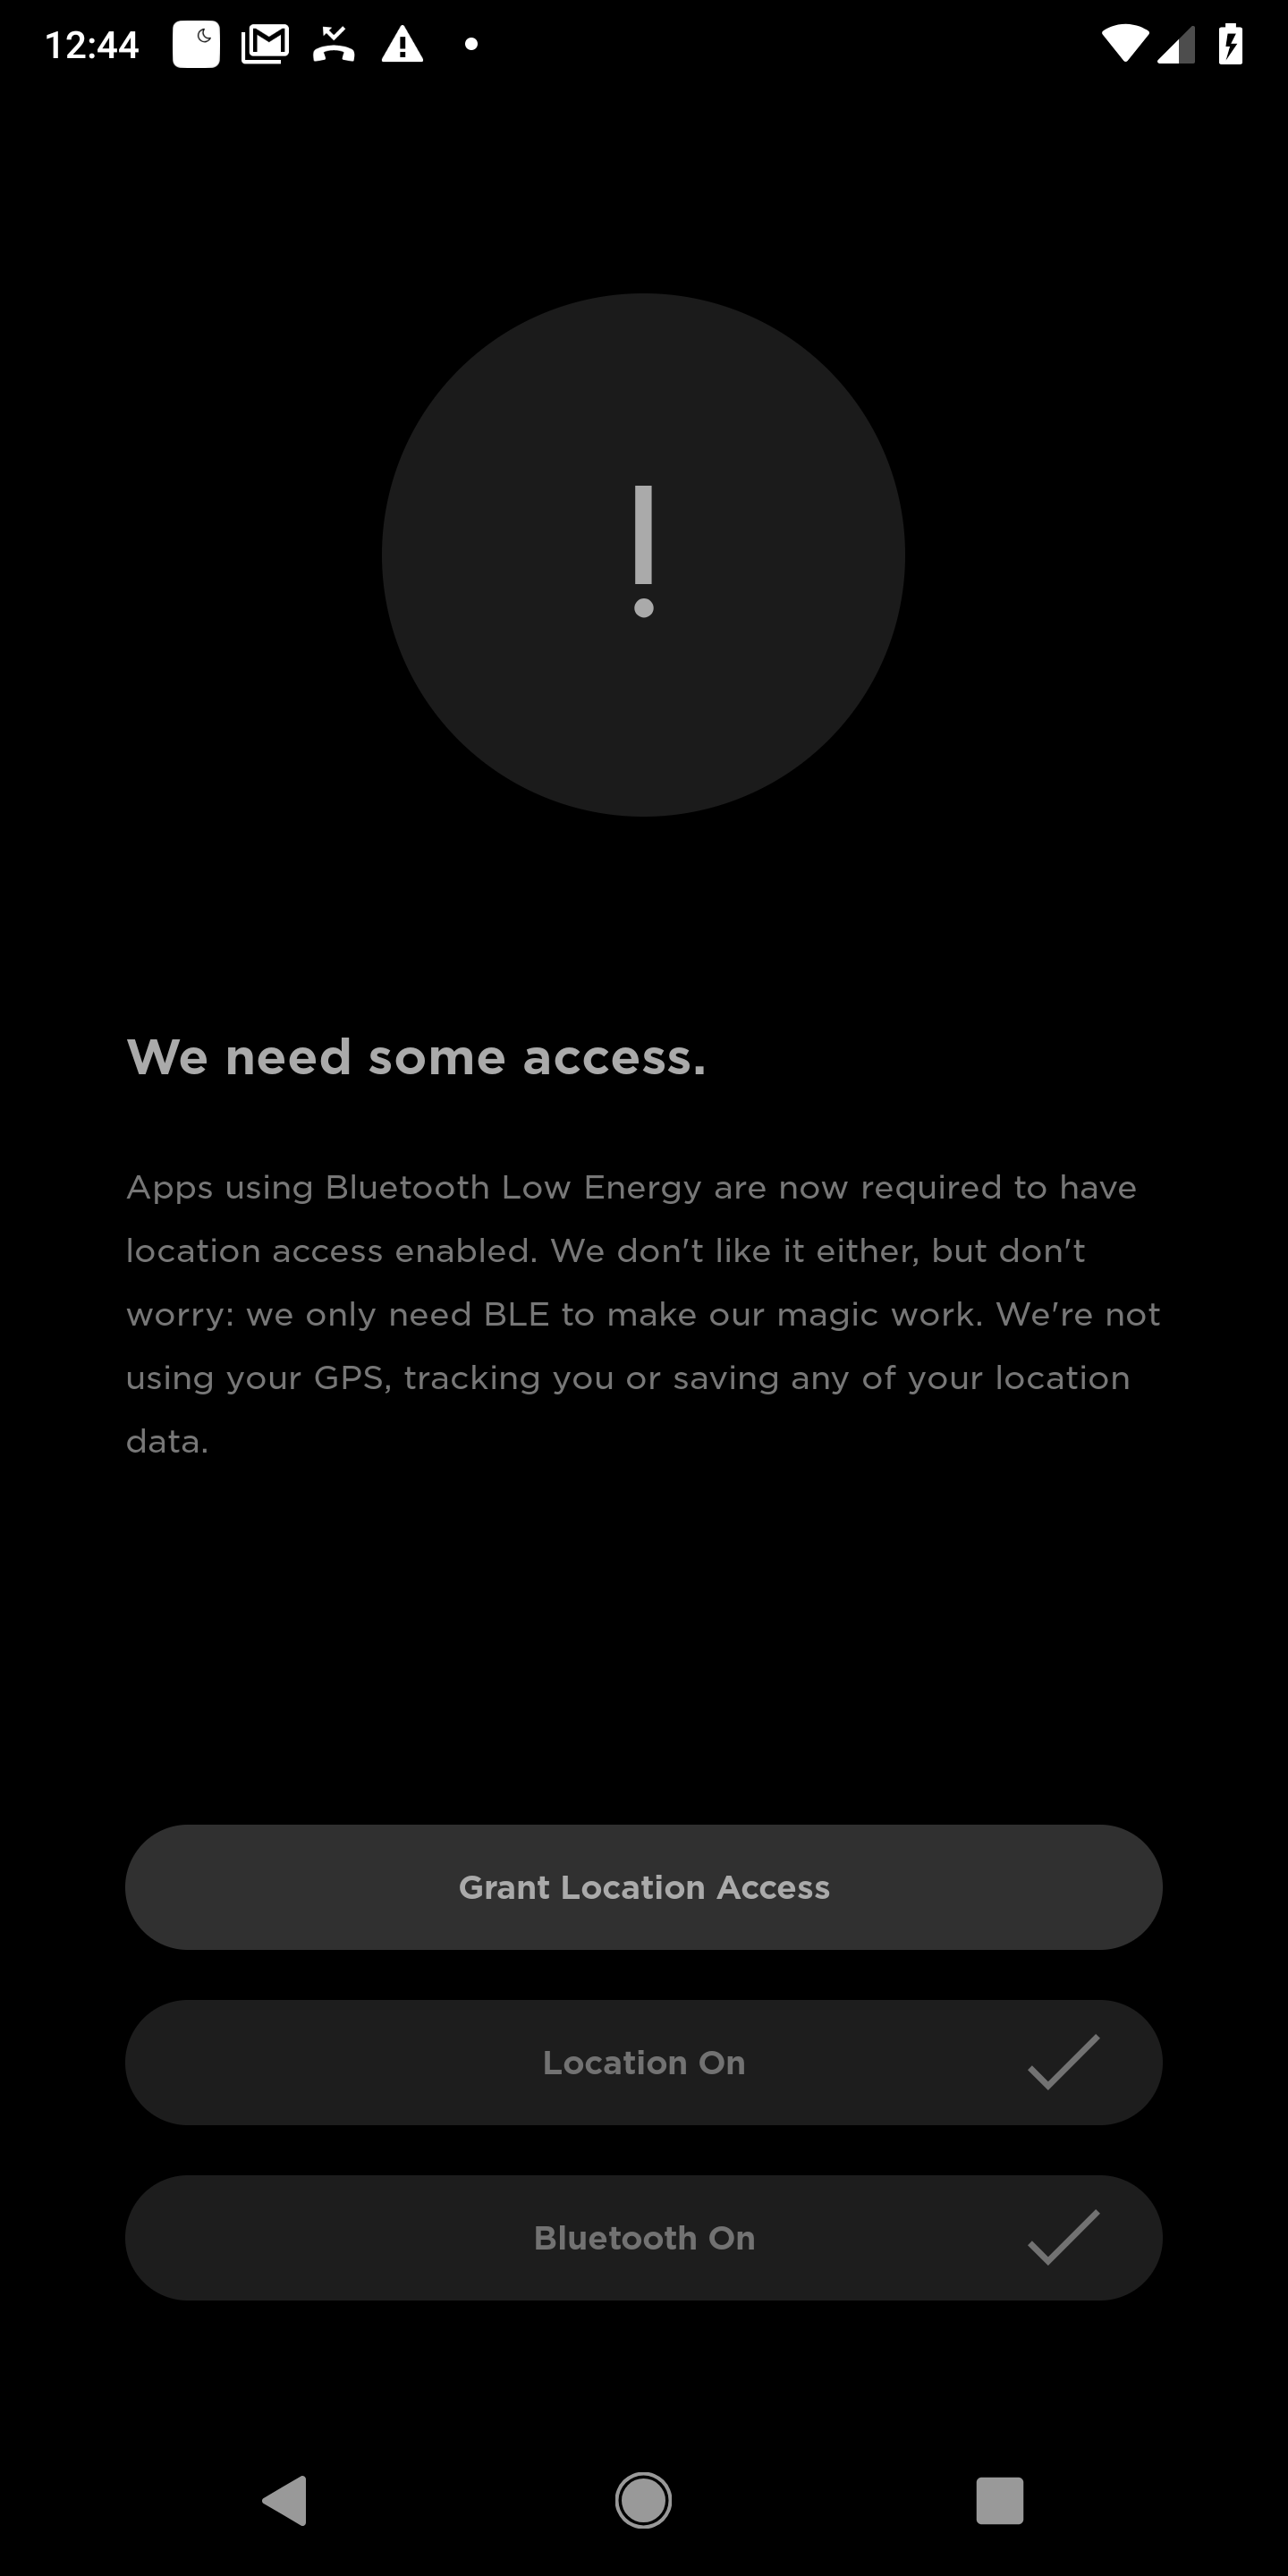 12:44
We need some access.
Apps using Bluetooth Low Energy are now required to have
location access enabled. We don't like it either, but don't
worry: we only need BLE to make our magic work. We're not
using your GPS, tracking you or saving any of your location
data.
Grant Location Access
Location On
Bluetooth On